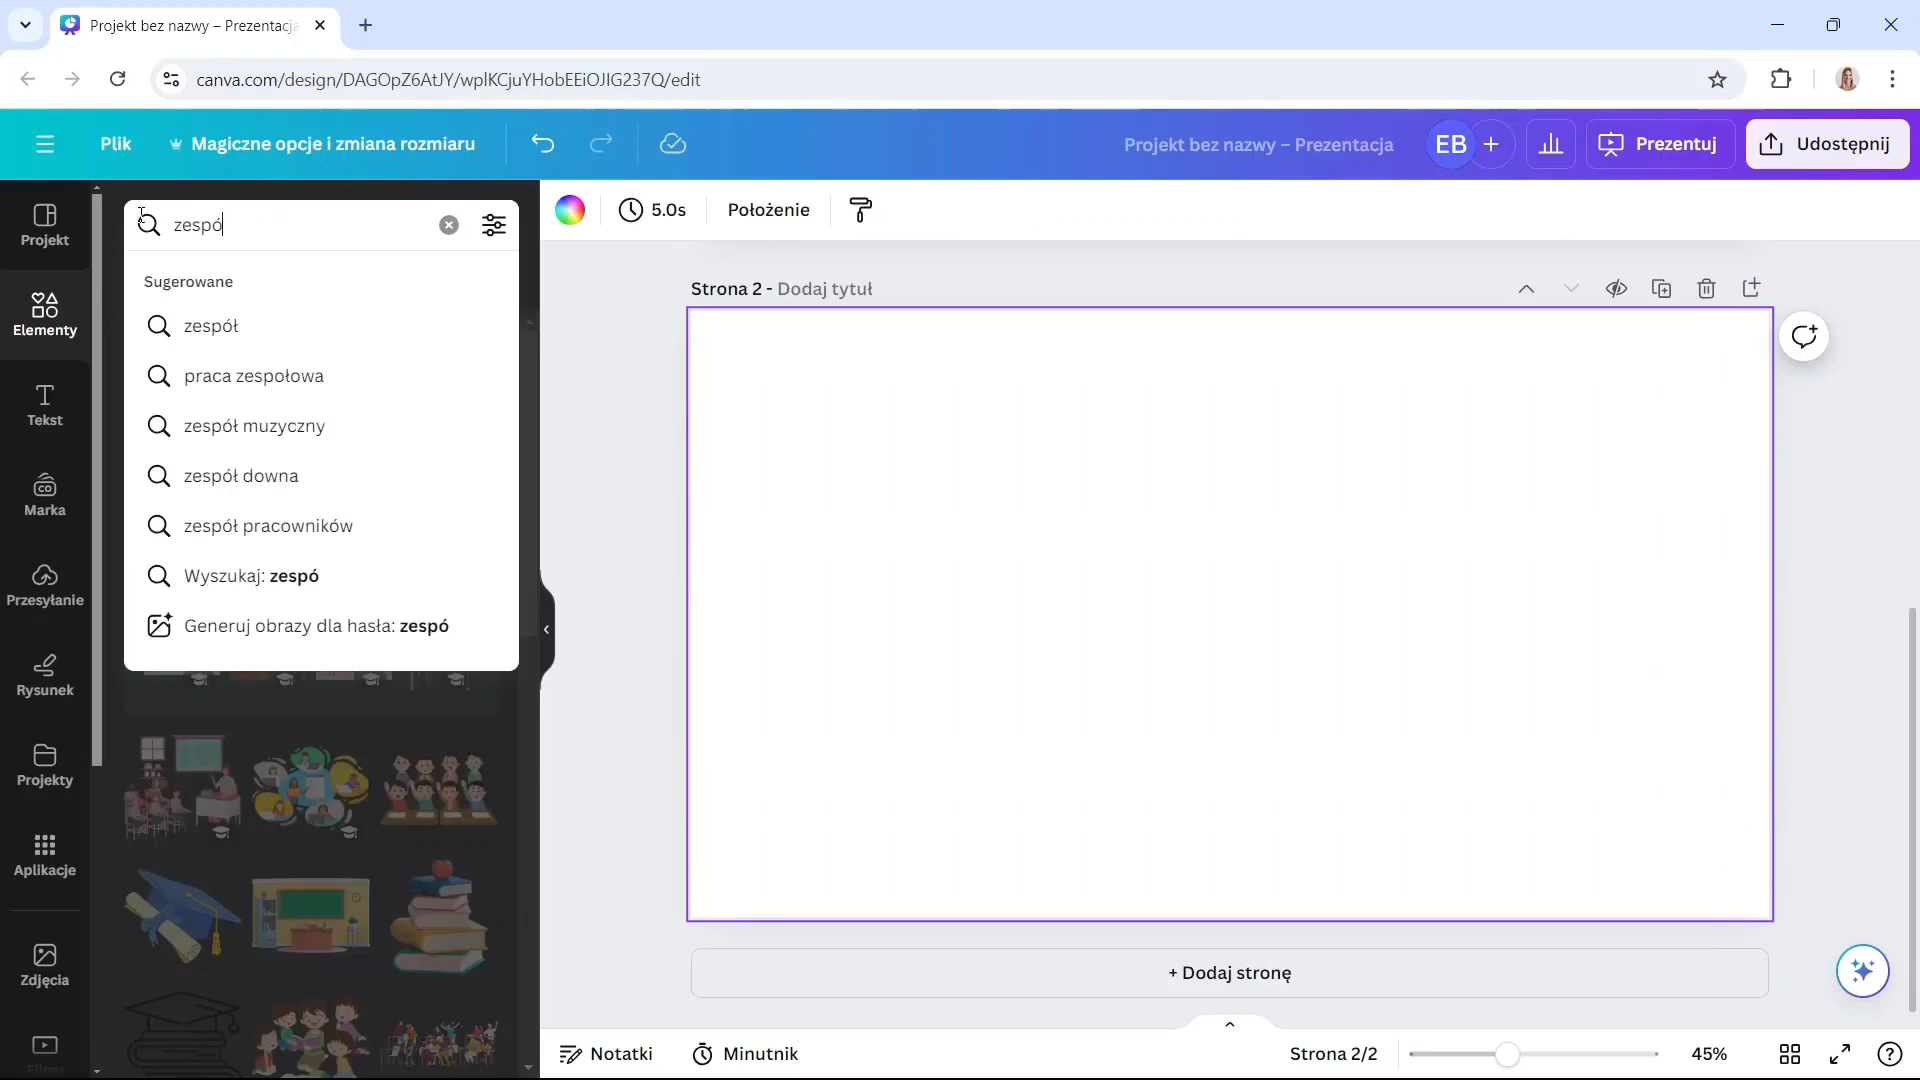 Projekt bez nazwy – Prezentacja
canva.com/design/DAGOpZ6AtJY/wplKCjuYHobEEiOJIG237Q/edit
Plik
Magiczne opcje i zmiana rozmiaru
Projekt bez nazwy – Prezentacja
EB
Prezentuj
Udostępnij
Projekt
Elementy
Tekst
Marka
Przesyłanie
Rysunek
Projekty
Aplikacje
Zdjęcia
zespó
Sugerowane
zespół
praca zespołowa
zespół muzyczny
zespół downa
zespół pracowników
Wyszukaj: zespó
Generuj obrazy dla hasła: zespó
5.0s
Położenie
Strona 2 - Dodaj tytuł
+ Dodaj stronę
Notatki
Minutnik
Strona 2/2
45%